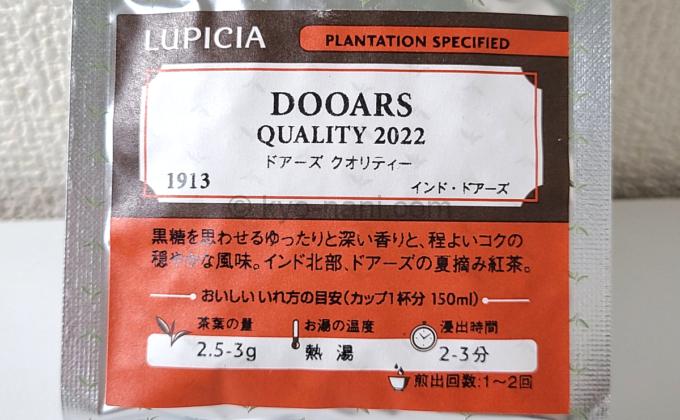 LUPICIA
PLANTATION SPECIFIED
DOOARS
QUALITY 2022
ドアーズ クオリティー
1913
インド・ドアーズ
© kyo-nani.com
黒糖を思わせるゆったりと深い香りと、程よいコクの
穏やかな風味。インド北部、ドアーズの夏摘み紅茶。
おいしいいれ方の目安(カップ1杯分 150ml)
茶葉の量
お湯の温度
浸出時間
2.5-3g
熱湯
2-3分
煎出回数:1〜2回